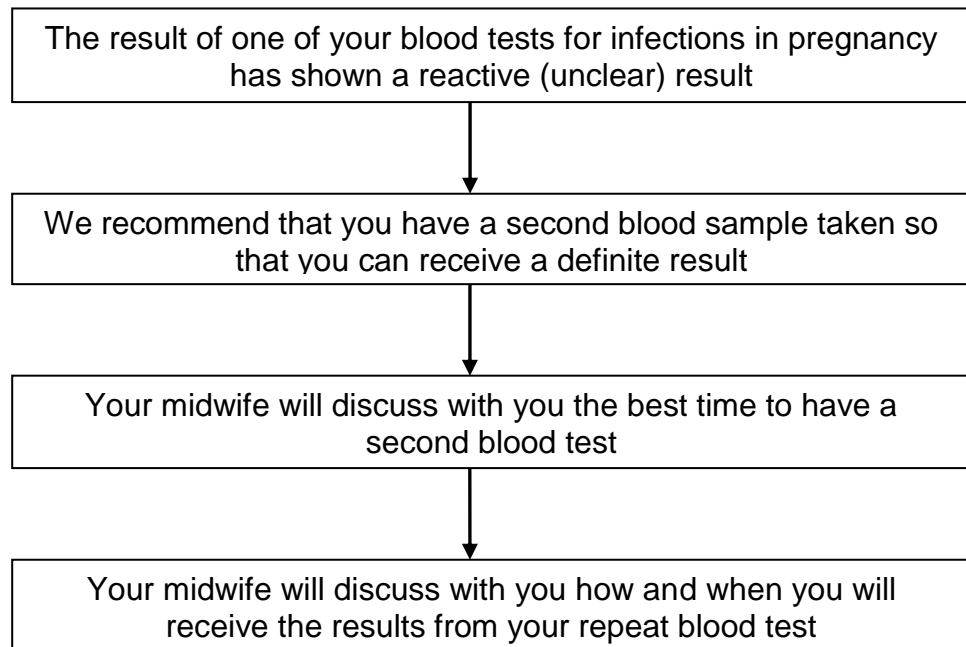 The result of one of your blood tests for infections in pregnancy
has shown a reactive (unclear) result
We recommend that you have a second blood sample taken so
that you can receive a definite result
Your midwife will discuss with you the best time to have a
second blood test
Your midwife will discuss with you how and when you will
receive the results from your repeat blood test